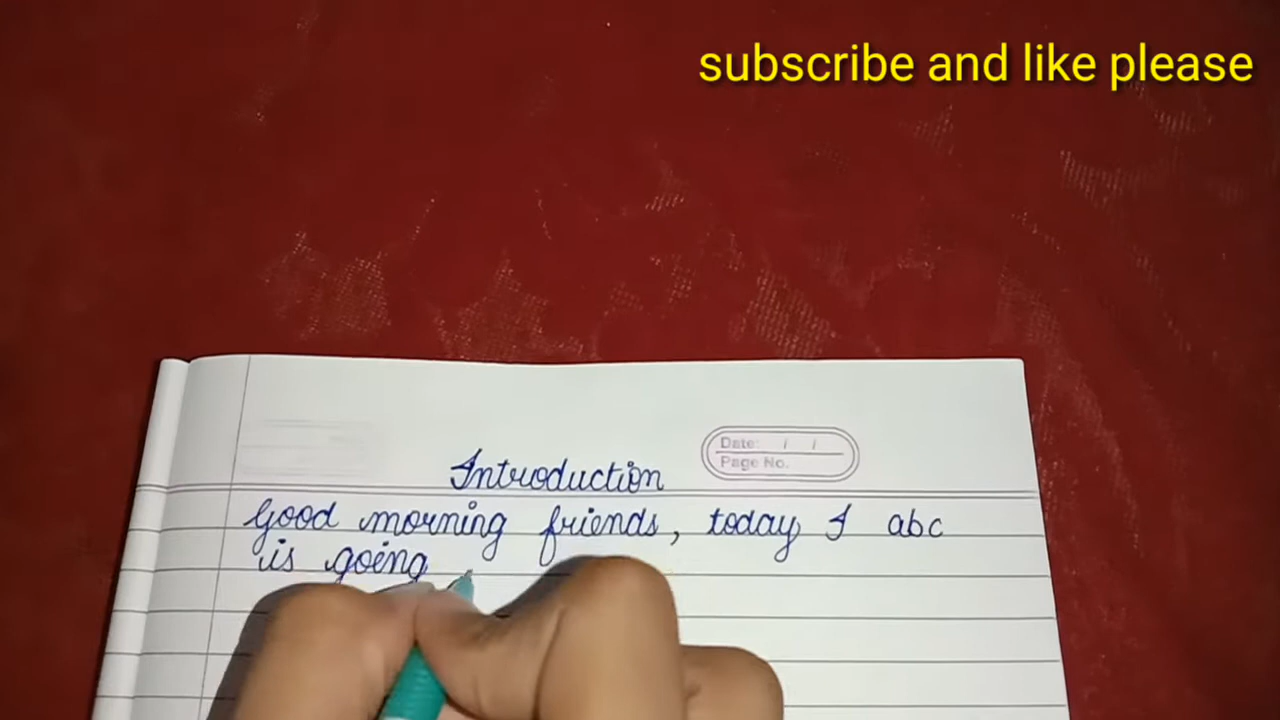 subscribe and like please
Date: / /
Page No.
Introduction
Good morning friends, today I abc
is going